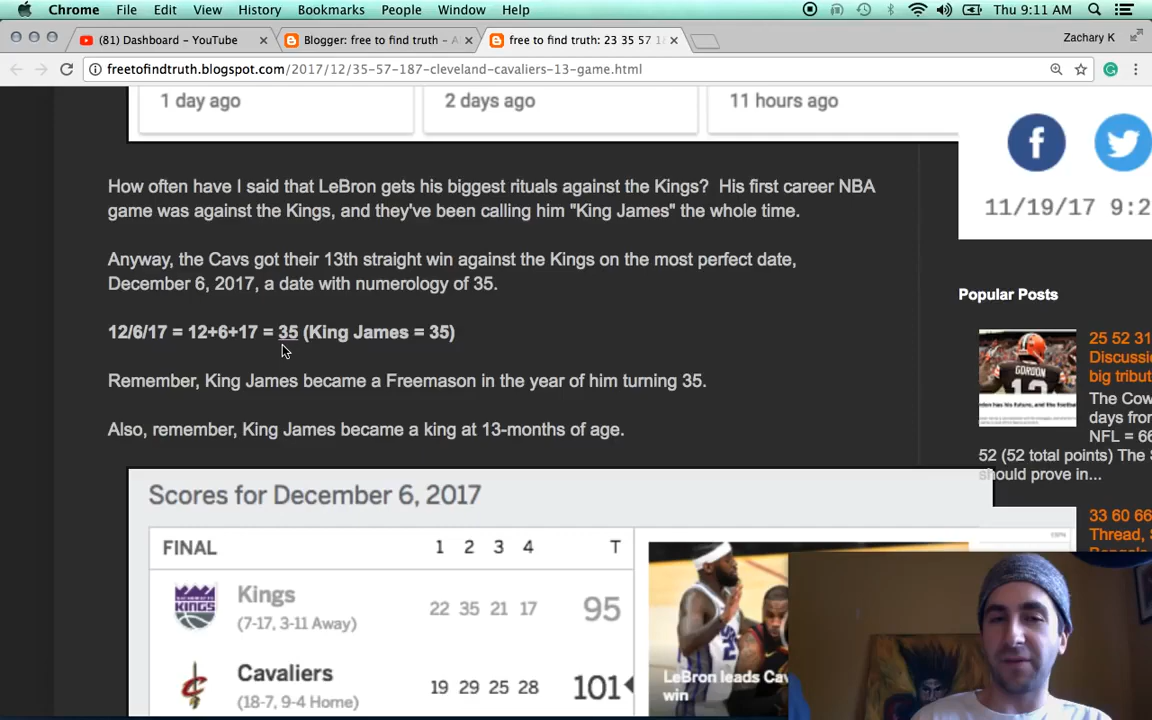 Chrome File Edit View History Bookmarks People Window Help Thu 9:11 AM
(81) Dashboard - YouTube Blogger: free to find truth - free to find truth: 23 35 57 Zachary K
freetofindtruth.blogspot.com/2017/12/35-57-187-cleveland-cavaliers-13-game.html
1 day ago 2 days ago 11 hours ago
How often have I said that LeBron gets his biggest rituals against the Kings? His first career NBA
game was against the Kings, and they've been calling him "King James" the whole time.
Anyway, the Cavs got their 13th straight win against the Kings on the most perfect date,
December 6, 2017, a date with numerology of 35.
12/6/17 = 12+6+17 = 35 (King James = 35)
Remember, King James became a Freemason in the year of him turning 35.
Also, remember, King James became a king at 13-months of age.
Scores for December 6, 2017
FINAL 1 2 3 4 T
Kings 22 35 21 17 95
(7-17, 3-11 Away)
Cavaliers 19 29 25 28 101
(18-7, 9-4 Home)
LeBron leads Cav
win
11/19/17 9:2
Popular Posts
25 52 31
Discussi
big tribut
The Cow
days from
NFL = 66
52 (52 total points) The S
should prove in...
33 60 66
Thread,
GORDON